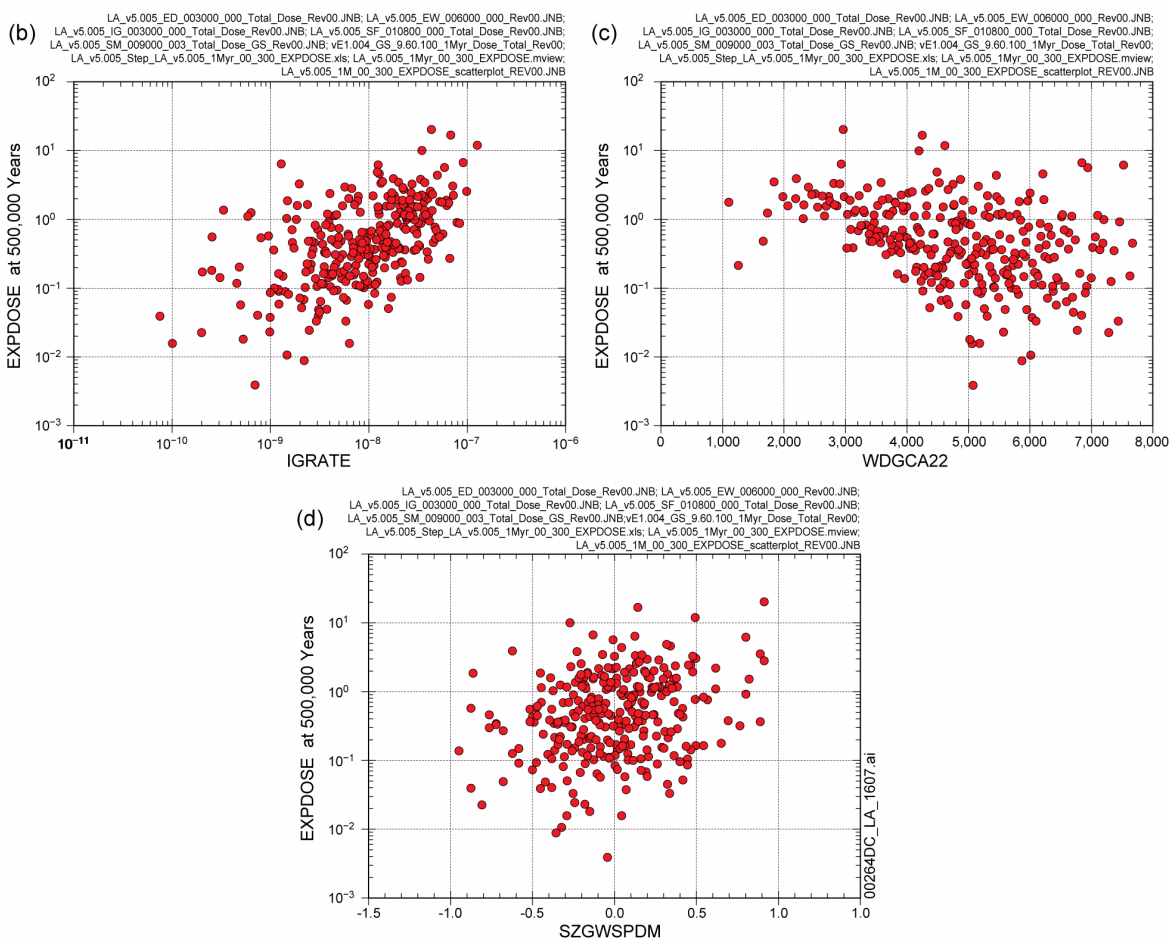 (b)
LA_v5.005_ED_003000_000_Total_Dose_Rev00.JNB; LA_v5.005_EW_006000_000_Rev00.JNB;
LA_v5.005_IG_003000_000_Total_Dose_Rev00.JNB; LA_v5.005_SF_010800_000_Total_Dose_Rev00.JNB;
LA_v5.005_SM_009000_003_Total_Dose_GS_Rev00.JNB; vE1.004_GS_9.60.100_1Myr_Dose_Total_Rev00;
LA_v5.005_Step_LA_v5.005_1Myr_00_300_EXPDOSE.xls; LA_v5.005_1Myr_00_300_EXPDOSE.mview;
LA_v5.005_1M_00_300_EXPDOSE_scatterplot_REV00.JNB
EXPDOSE at 500,000 Years
10²
10¹
10⁰
10⁻¹
10⁻²
10⁻³
10⁻¹¹ 10⁻¹⁰ 10⁻⁹ 10⁻⁸ 10⁻⁷ 10⁻⁶
IGRATE
(c)
LA_v5.005_ED_003000_000_Total_Dose_Rev00.JNB; LA_v5.005_EW_006000_000_Rev00.JNB;
LA_v5.005_IG_003000_000_Total_Dose_Rev00.JNB; LA_v5.005_SF_010800_000_Total_Dose_Rev00.JNB;
LA_v5.005_SM_009000_003_Total_Dose_GS_Rev00.JNB; vE1.004_GS_9.60.100_1Myr_Dose_Total_Rev00;
LA_v5.005_Step_LA_v5.005_1Myr_00_300_EXPDOSE.xls; LA_v5.005_1Myr_00_300_EXPDOSE.mview;
LA_v5.005_1M_00_300_EXPDOSE_scatterplot_REV00.JNB
EXPDOSE at 500,000 Years
10²
10¹
10⁰
10⁻¹
10⁻²
10⁻³
0 1,000 2,000 3,000 4,000 5,000 6,000 7,000 8,000
WDGCA22
(d)
LA_v5.005_ED_003000_000_Total_Dose_Rev00.JNB; LA_v5.005_EW_006000_000_Rev00.JNB;
LA_v5.005_IG_003000_000_Total_Dose_Rev00.JNB; LA_v5.005_SF_010800_000_Total_Dose_Rev00.JNB;
LA_v5.005_SM_009000_003_Total_Dose_GS_Rev00.JNB;vE1.004_GS_9.60.100_1Myr_Dose_Total_Rev00;
LA_v5.005_Step_LA_v5.005_1Myr_00_300_EXPDOSE.xls; LA_v5.005_1Myr_00_300_EXPDOSE.mview;
LA_v5.005_1M_00_300_EXPDOSE_scatterplot_REV00.JNB
EXPDOSE at 500,000 Years
10²
10¹
10⁰
10⁻¹
10⁻²
10⁻³
-1.5 -1.0 -0.5 0.0 0.5 1.0 1.0
SZGWSPDM
00264DC_LA_1607.ai